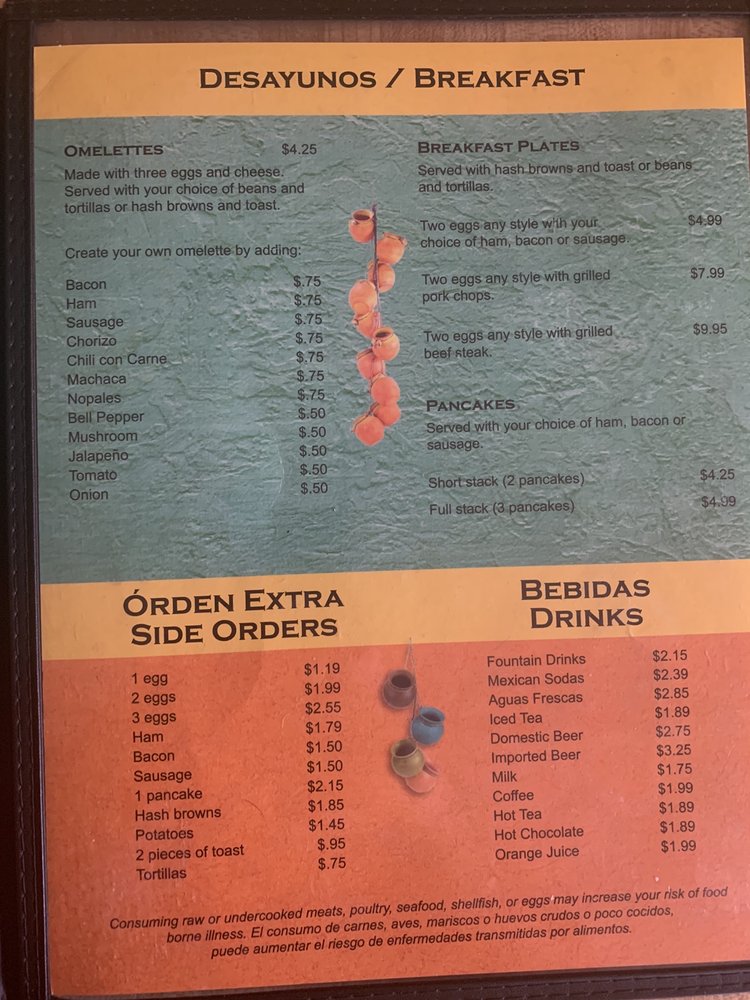 DESAYUNOS / BREAKFAST
OMELETTES $4.25
Made with three eggs and cheese.
Served with your choice of beans and
tortillas or hash browns and toast.
Create your own omelette by adding:
Bacon $.75
Ham $.75
Sausage $.75
Chorizo $.75
Chili con Carne $.75
Machaca $.75
Nopales $.75
Bell Pepper $.50
Mushroom $.50
Jalapeño $.50
Tomato $.50
Onion $.50
BREAKFAST PLATES
Served with hash browns and toast or beans
and tortillas.
Two eggs any style with your $4.99
choice of ham, bacon or sausage.
Two eggs any style with grilled $7.99
pork chops.
Two eggs any style with grilled $9.95
beef steak.
PANCAKES
Served with your choice of ham, bacon or
sausage.
Short stack (2 pancakes) $4.25
Full stack (3 pancakes) $4.99
ÓRDEN EXTRA
SIDE ORDERS
1 egg $1.19
2 eggs $1.99
3 eggs $2.55
Ham $1.79
Bacon $1.50
Sausage $1.50
1 pancake $2.15
Hash browns $1.85
Potatoes $1.45
2 pieces of toast $.95
Tortillas $.75
BEBIDAS
DRINKS
Fountain Drinks $2.15
Mexican Sodas $2.39
Aguas Frescas $2.85
Iced Tea $1.89
Domestic Beer $2.75
Imported Beer $3.25
Milk $1.75
Coffee $1.99
Hot Tea $1.89
Hot Chocolate $1.89
Orange Juice $1.99
Consuming raw or undercooked meats, poultry, seafood, shellfish, or eggs may increase your risk of food
borne illness. El consumo de carnes, aves, mariscos o huevos crudos o poco cocidos,
puede aumentar el riesgo de enfermedades transmitidas por alimentos.